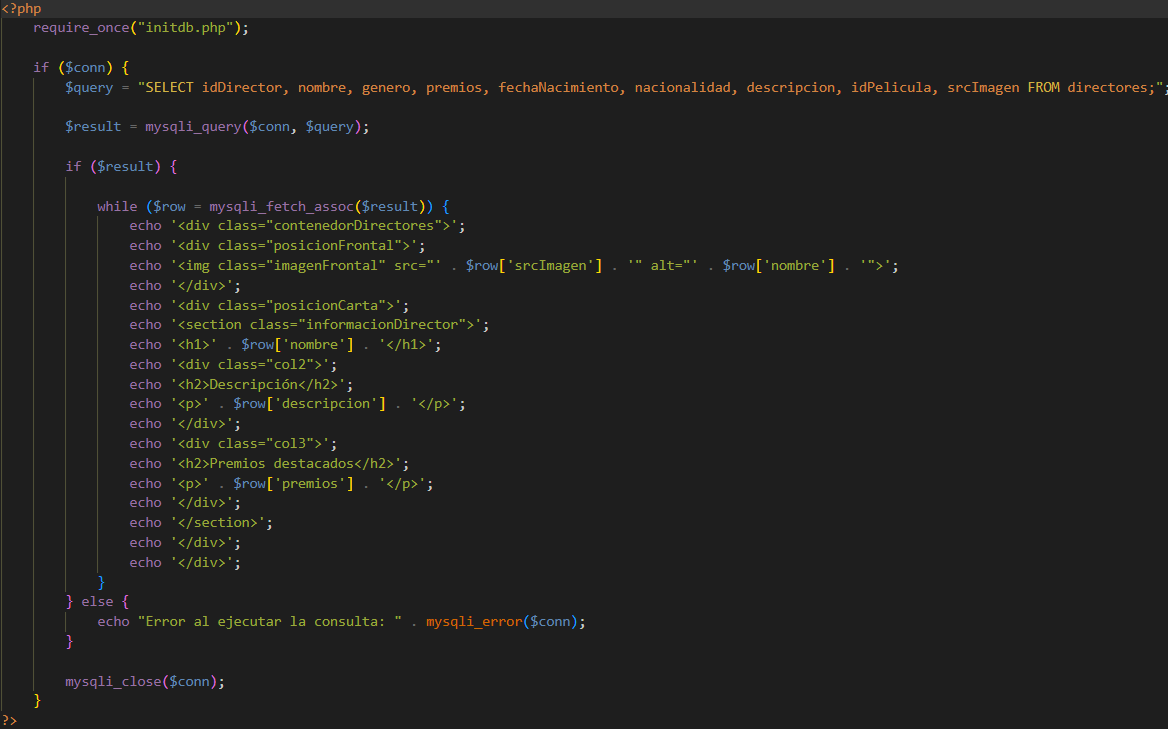 <?php
require_once("initdb.php");
if ($conn) {
$query = "SELECT idDirector, nombre, genero, premios, fechaNacimiento, nacionalidad, descripcion, idPelicula, srcImagen FROM directores;";
$result = mysqli_query($conn, $query);
if ($result) {
while ($row = mysqli_fetch_assoc($result)) {
echo '<div class="contenedorDirectores">';
echo '<div class="posicionFrontal">';
echo '<img class="imagenFrontal" src="' . $row['srcImagen'] . '" alt="' . $row['nombre'] . '">';
echo '</div>';
echo '<div class="posicionCarta">';
echo '<section class="informacionDirector">';
echo '<h1>' . $row['nombre'] . '</h1>';
echo '<div class="col2">';
echo '<h2>Descripción</h2>';
echo '<p>' . $row['descripcion'] . '</p>';
echo '</div>';
echo '<div class="col3">';
echo '<h2>Premios destacados</h2>';
echo '<p>' . $row['premios'] . '</p>';
echo '</div>';
echo '</section>';
echo '</div>';
echo '</div>';
}
} else {
echo "Error al ejecutar la consulta: " . mysqli_error($conn);
}
mysqli_close($conn);
}
?>